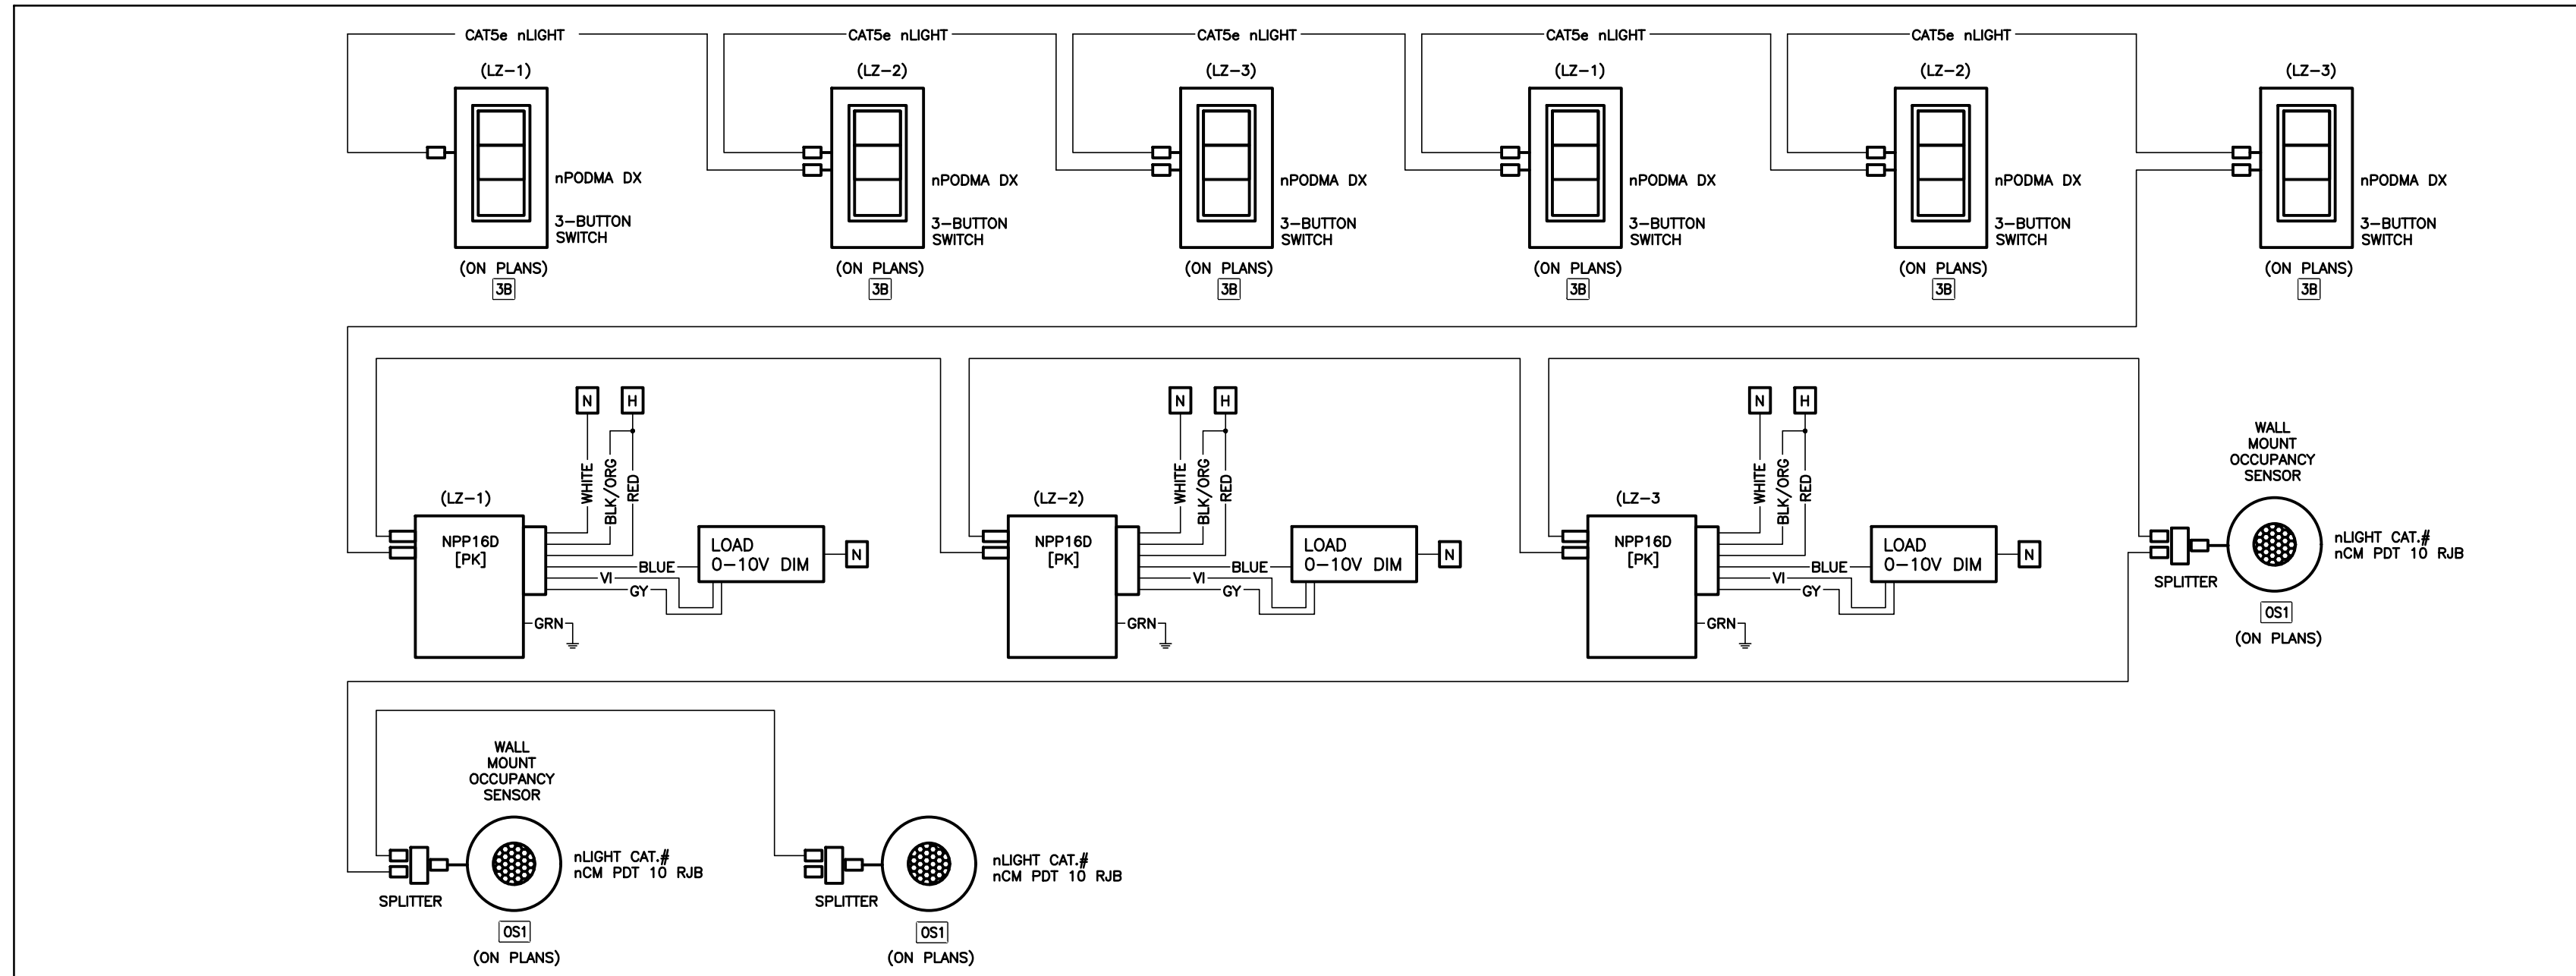 CAT5e nLIGHT
CAT5e nLIGHT
CAT5e nLIGHT
CAT5e nLIGHT
CAT5e nLIGHT
(LZ-1)
(LZ-2)
(LZ-3)
(LZ-1)
(LZ-2)
(LZ-3)
nPODMA DX
3-BUTTON
SWITCH
(ON PLANS)
3B
nPODMA DX
3-BUTTON
SWITCH
(ON PLANS)
3B
nPODMA DX
3-BUTTON
SWITCH
(ON PLANS)
3B
nPODMA DX
3-BUTTON
SWITCH
(ON PLANS)
3B
nPODMA DX
3-BUTTON
SWITCH
(ON PLANS)
3B
nPODMA DX
3-BUTTON
SWITCH
(ON PLANS)
3B
N
H
WHITE
BLK/ORG
RED
(LZ-1)
NPP16D
[PK]
LOAD
0-10V DIM
N
BLUE
VI
GY
GRN
N
H
WHITE
BLK/ORG
RED
(LZ-2)
NPP16D
[PK]
LOAD
0-10V DIM
N
BLUE
VI
GY
GRN
N
H
WHITE
BLK/ORG
RED
(LZ-3
NPP16D
[PK]
LOAD
0-10V DIM
N
BLUE
VI
GY
GRN
WALL
MOUNT
OCCUPANCY
SENSOR
nLIGHT CAT.#
nCM PDT 10 RJB
SPLITTER
OS1
(ON PLANS)
WALL
MOUNT
OCCUPANCY
SENSOR
nLIGHT CAT.#
nCM PDT 10 RJB
SPLITTER
OS1
(ON PLANS)
nLIGHT CAT.#
nCM PDT 10 RJB
SPLITTER
OS1
(ON PLANS)